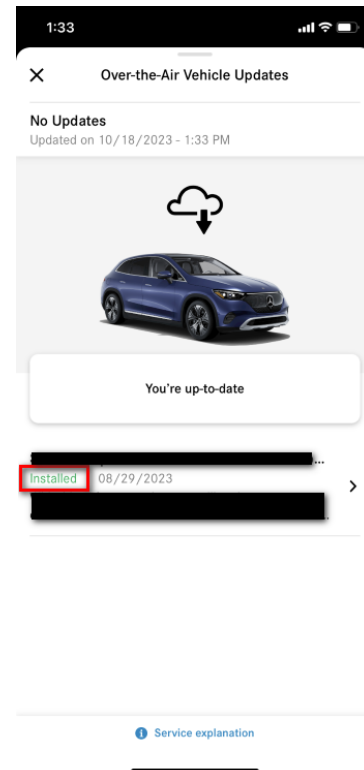 1:33
Over-the-Air Vehicle Updates
No Updates
Updated on 10/18/2023 - 1:33 PM
You're up-to-date
...
Installed 08/29/2023
Service explanation